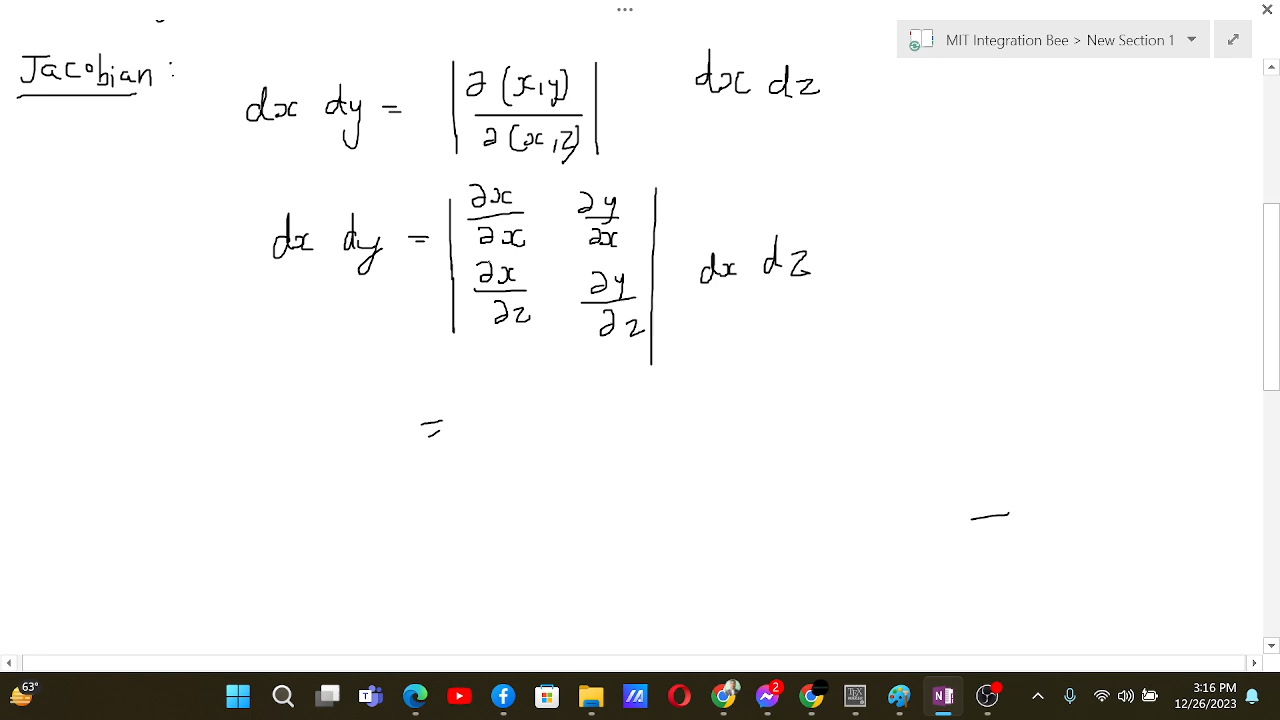 MIT Integration Bee > New Section 1
Jacobian:
dx dy = | ∂(x,y) / ∂(x,z) | dx dz
dx dy = | ∂x/∂x ∂y/∂x |
| ∂x/∂z ∂y/∂z | dx dz
=
—
63°
2
3:16 PM
12/26/2023